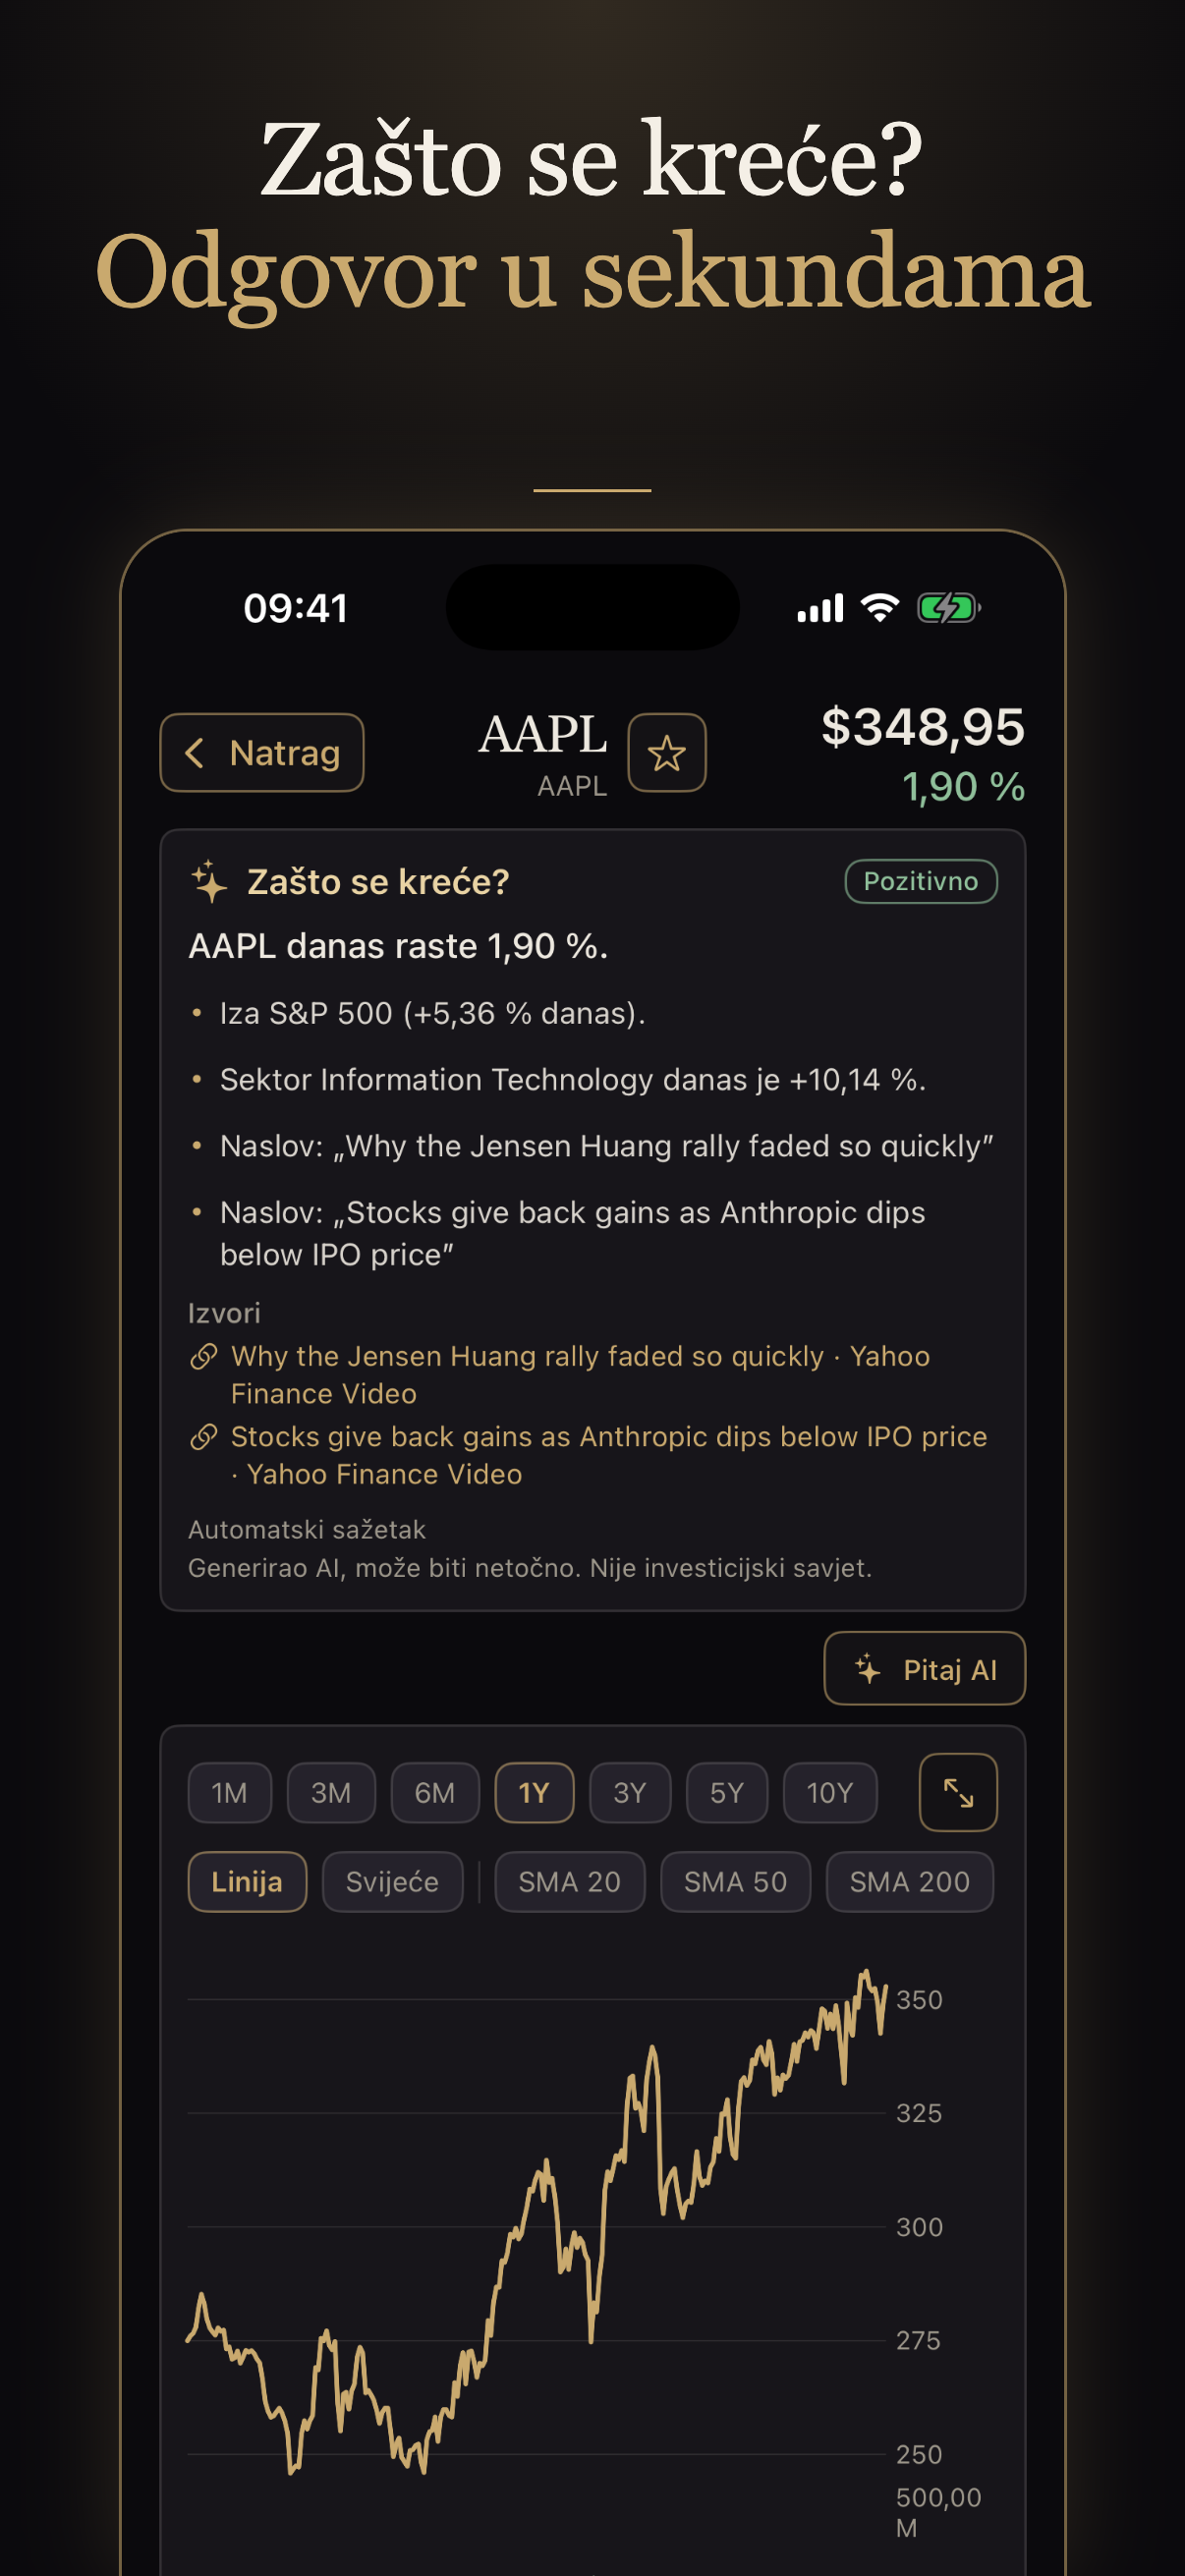 Zašto se kreće?
Odgovor u sekundama
09:41
Natrag
AAPL
AAPL
$348,95
1,90 %
Zašto se kreće?
Pozitivno
AAPL danas raste 1,90 %.
• Iza S&P 500 (+5,36 % danas).
• Sektor Information Technology danas je +10,14 %.
• Naslov: „Why the Jensen Huang rally faded so quickly”
• Naslov: „Stocks give back gains as Anthropic dips
below IPO price”
Izvori
Why the Jensen Huang rally faded so quickly · Yahoo
Finance Video
Stocks give back gains as Anthropic dips below IPO price
· Yahoo Finance Video
Automatski sažetak
Generirao AI, može biti netočno. Nije investicijski savjet.
Pitaj AI
1M 3M 6M 1Y 3Y 5Y 10Y
Linija Svijeće SMA 20 SMA 50 SMA 200
350
325
300
275
250
500,00
M